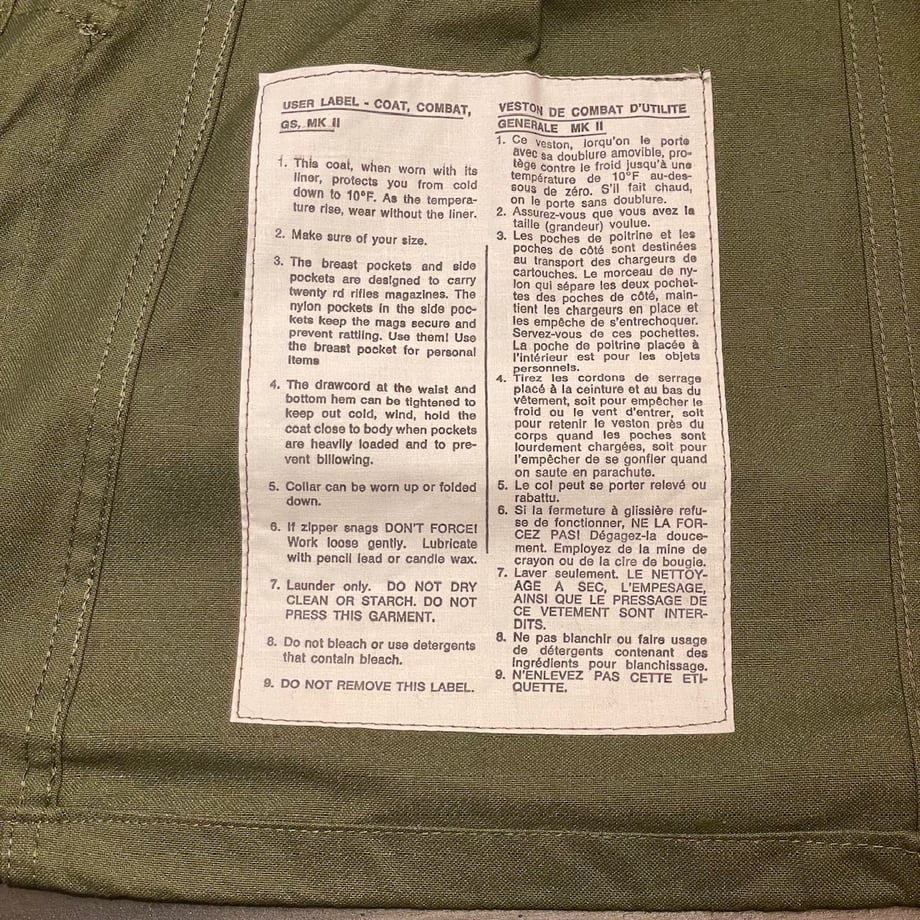 USER LABEL - COAT, COMBAT,
GS, MK II
1. This coat, when worn with its
liner, protects you from cold
down to 10°F. As the tempera-
ture rise, wear without the liner.
2. Make sure of your size.
3. The breast pockets and side
pockets are designed to carry
twenty rd rifles magazines. The
nylon pockets in the side poc-
kets keep the mags secure and
prevent rattling. Use them! Use
the breast pocket for personal
items
4. The drawcord at the waist and
bottom hem can be tightened to
keep out cold, wind, hold the
coat close to body when pockets
are heavily loaded and to pre-
vent billowing.
5. Collar can be worn up or folded
down.
6. If zipper snags DON'T FORCE!
Work loose gently. Lubricate
with pencil lead or candle wax.
7. Launder only. DO NOT DRY
CLEAN OR STARCH. DO NOT
PRESS THIS GARMENT.
8. Do not bleach or use detergents
that contain bleach.
9. DO NOT REMOVE THIS LABEL.
VESTON DE COMBAT D'UTILITE
GENERALE MK II
1. Ce veston, lorqu'on le porte
avec sa doublure amovible, pro-
tège contre le froid jusqu'à une
température de 10°F au-des-
sous de zéro. S'il fait chaud,
on le porte sans doublure.
2. Assurez-vous que vous avez la
taille (grandeur) voulue.
3. Les poches de poitrine et les
poches de côté sont destinées
au transport des chargeurs de
cartouches. Le morceau de ny-
lon qui sépare les deux pochet-
tes des poches de côté, main-
tient les chargeurs en place et
les empêche de s'entrechoquer.
Servez-vous de ces pochettes.
La poche de poitrine placée à
l'intérieur est pour les objets
personnels.
4. Tirez les cordons de serrage
placé à la ceinture et au bas du
vêtement, soit pour empêcher le
froid ou le vent d'entrer, soit
pour retenir le veston près du
corps quand les poches sont
lourdement chargées, soit pour
l'empêcher de se gonfler quand
on saute en parachute.
5. Le col peut se porter relevé ou
rabattu.
6. Si la fermeture à glissière refu-
se de fonctionner, NE LA FOR-
CEZ PAS! Dégagez-la douce-
ment. Employez de la mine de
crayon ou de la cire de bougie.
7. Laver seulement. LE NETTOY-
AGE A SEC, L'EMPESAGE,
AINSI QUE LE PRESSAGE DE
CE VETEMENT SONT INTER-
DITS.
8. Ne pas blanchir ou faire usage
de détergents contenant des
ingrédients pour blanchissage.
9. N'ENLEVEZ PAS CETTE ETI-
QUETTE.